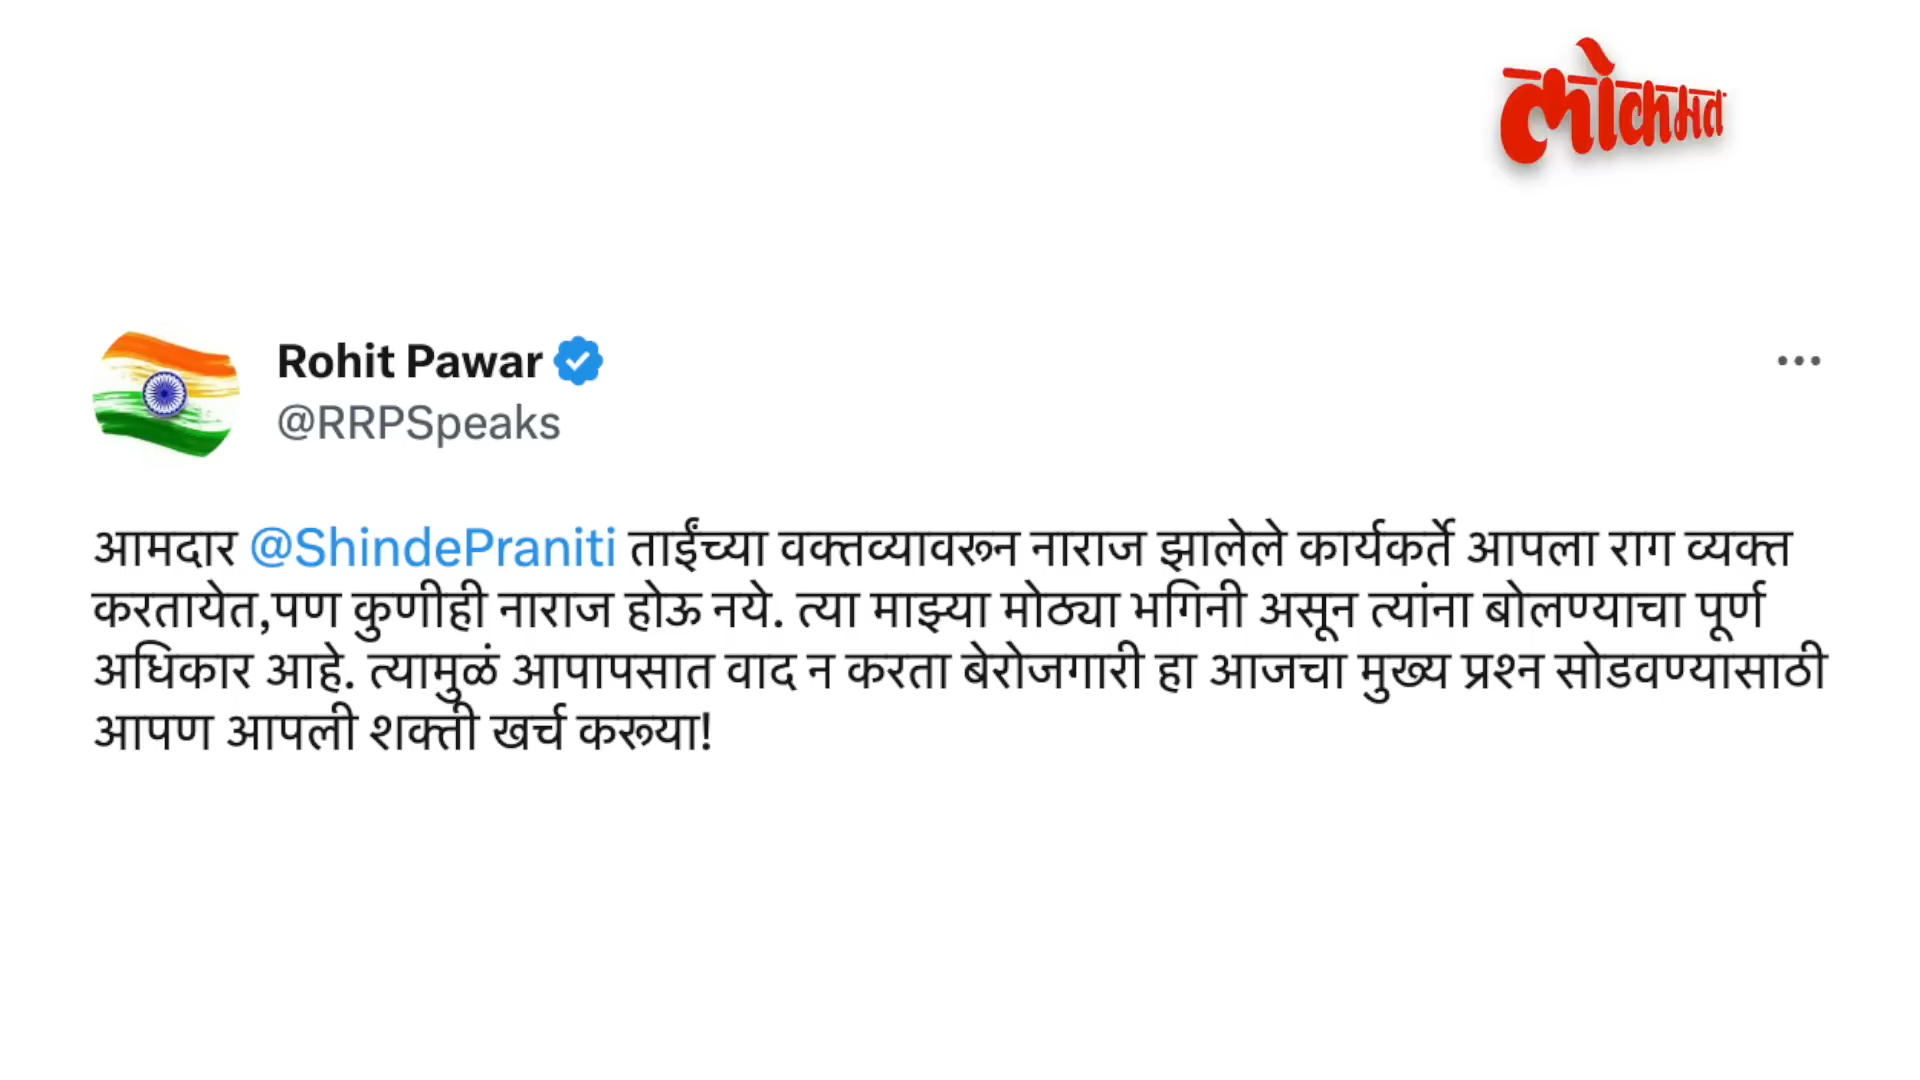 लोकमत
Rohit Pawar
@RRPSpeaks
आमदार @ShindePraniti ताईंच्या वक्तव्यावरून नाराज झालेले कार्यकर्ते आपला राग व्यक्त
करतायेत,पण कुणीही नाराज होऊ नये. त्या माझ्या मोठ्या भगिनी असून त्यांना बोलण्याचा पूर्ण
अधिकार आहे. त्यामुळं आपापसात वाद न करता बेरोजगारी हा आजचा मुख्य प्रश्न सोडवण्यासाठी
आपण आपली शक्ती खर्च करूया!